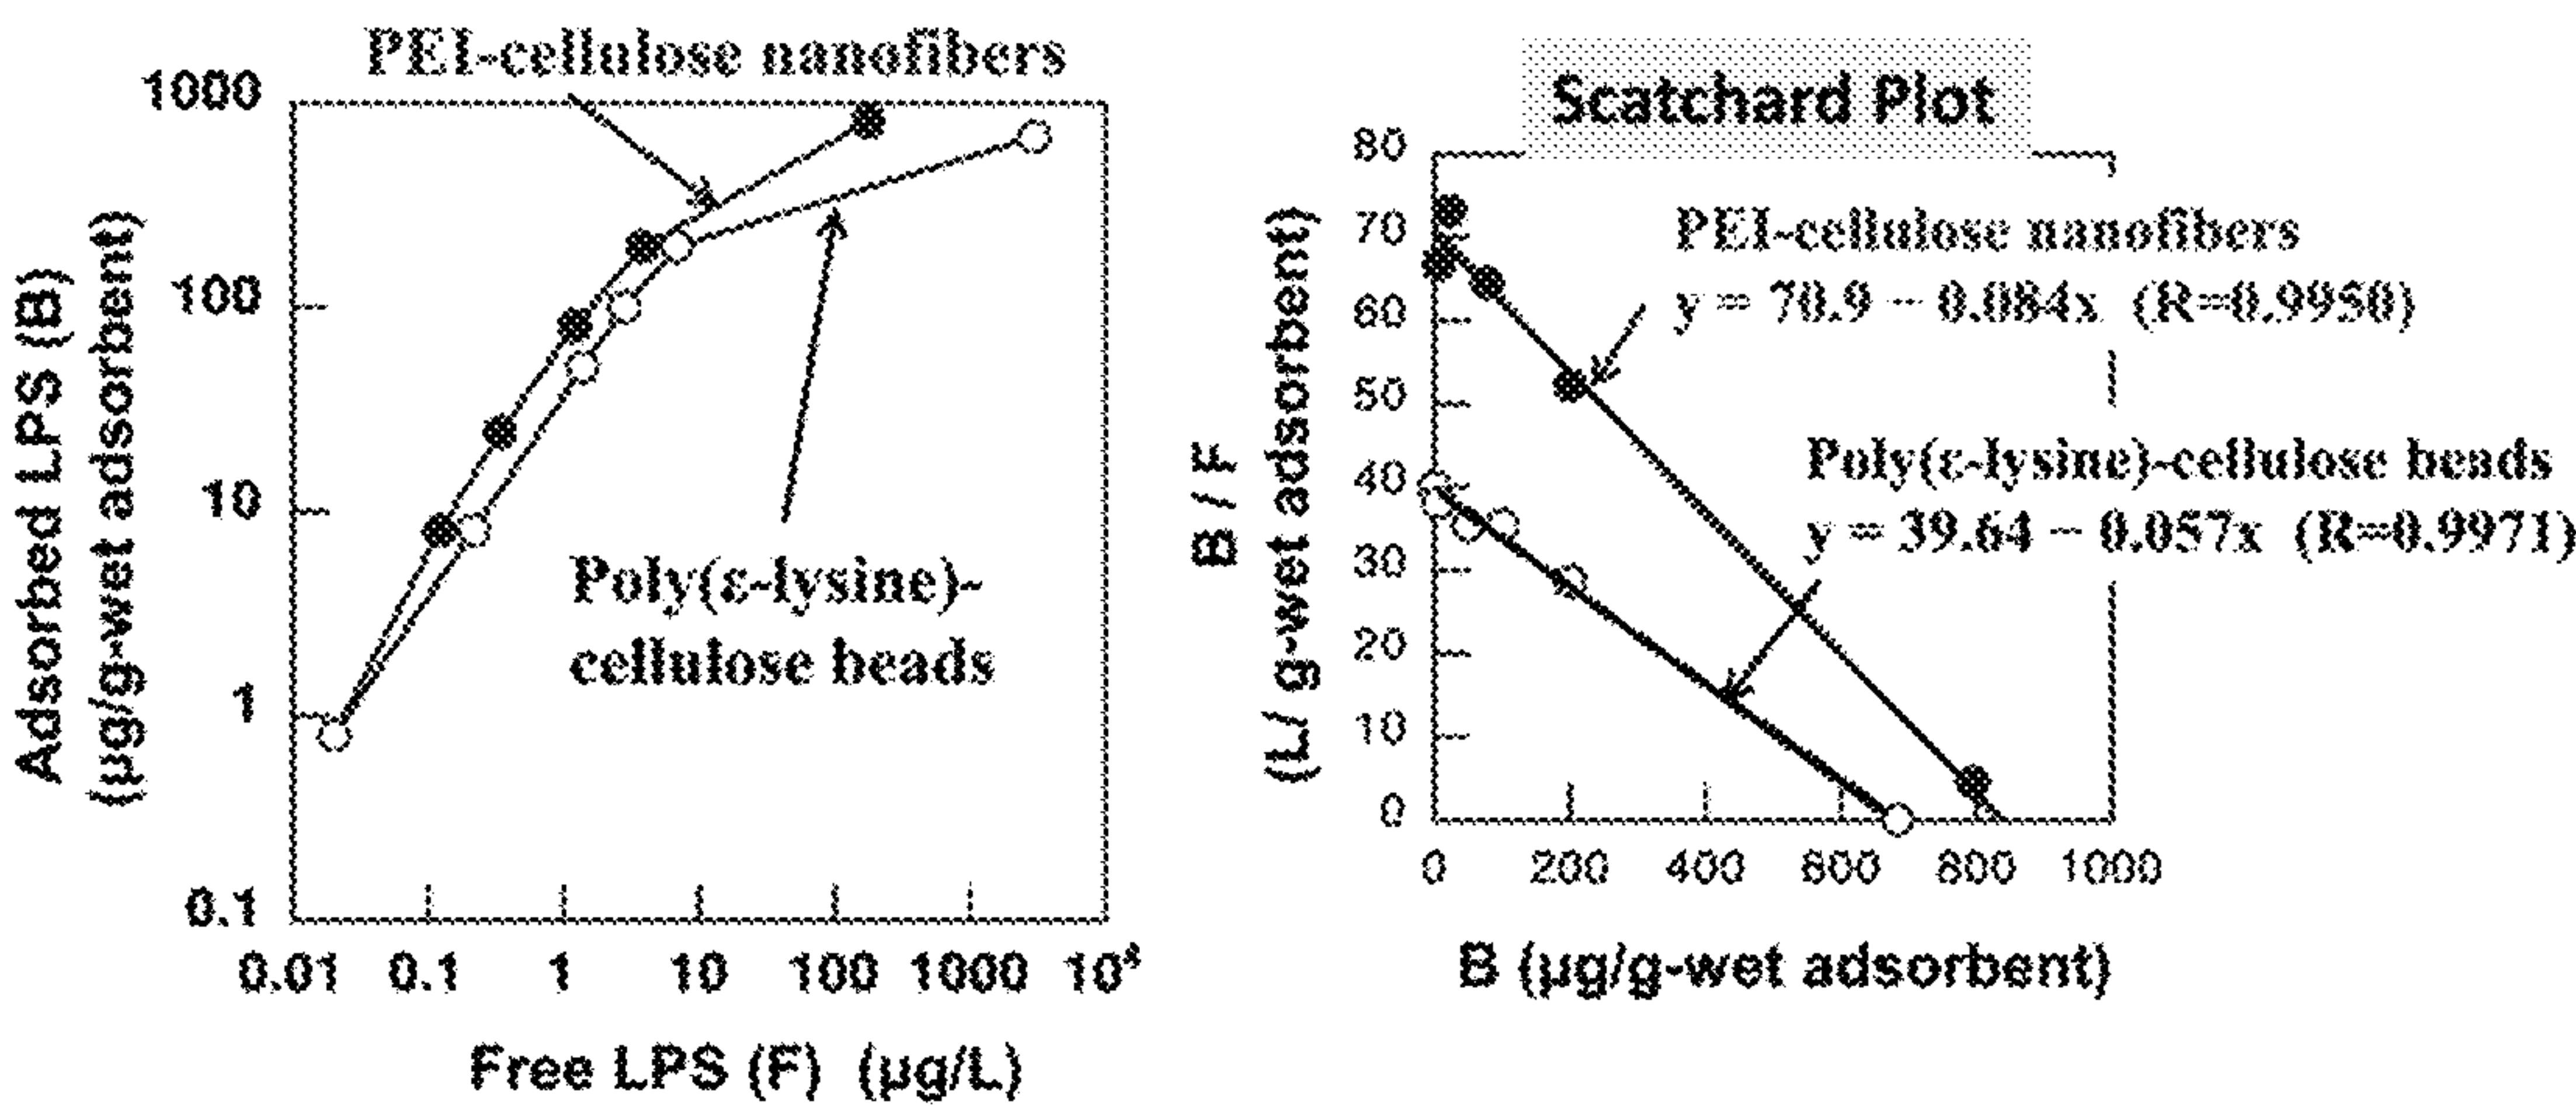 PEI-cellulose nanofibers
1000
100
10
1
0.1
Adsorbed LPS (B)
(µg/g-wet adsorbent)
Poly(ε-lysine)-
cellulose beads
0.01 0.1 1 10 100 1000
Free LPS (F) (µg/L)
Scatchard Plot
80
70
60
50
40
30
20
10
0
B / F
(L/ g-wet adsorbent)
PEI-cellulose nanofibers
y = 70.9 − 0.084x (R=0.9950)
Poly(ε-lysine)-cellulose beads
y = 39.64 − 0.057x (R=0.9971)
0 200 400 600 800 1000
B (µg/g-wet adsorbent)